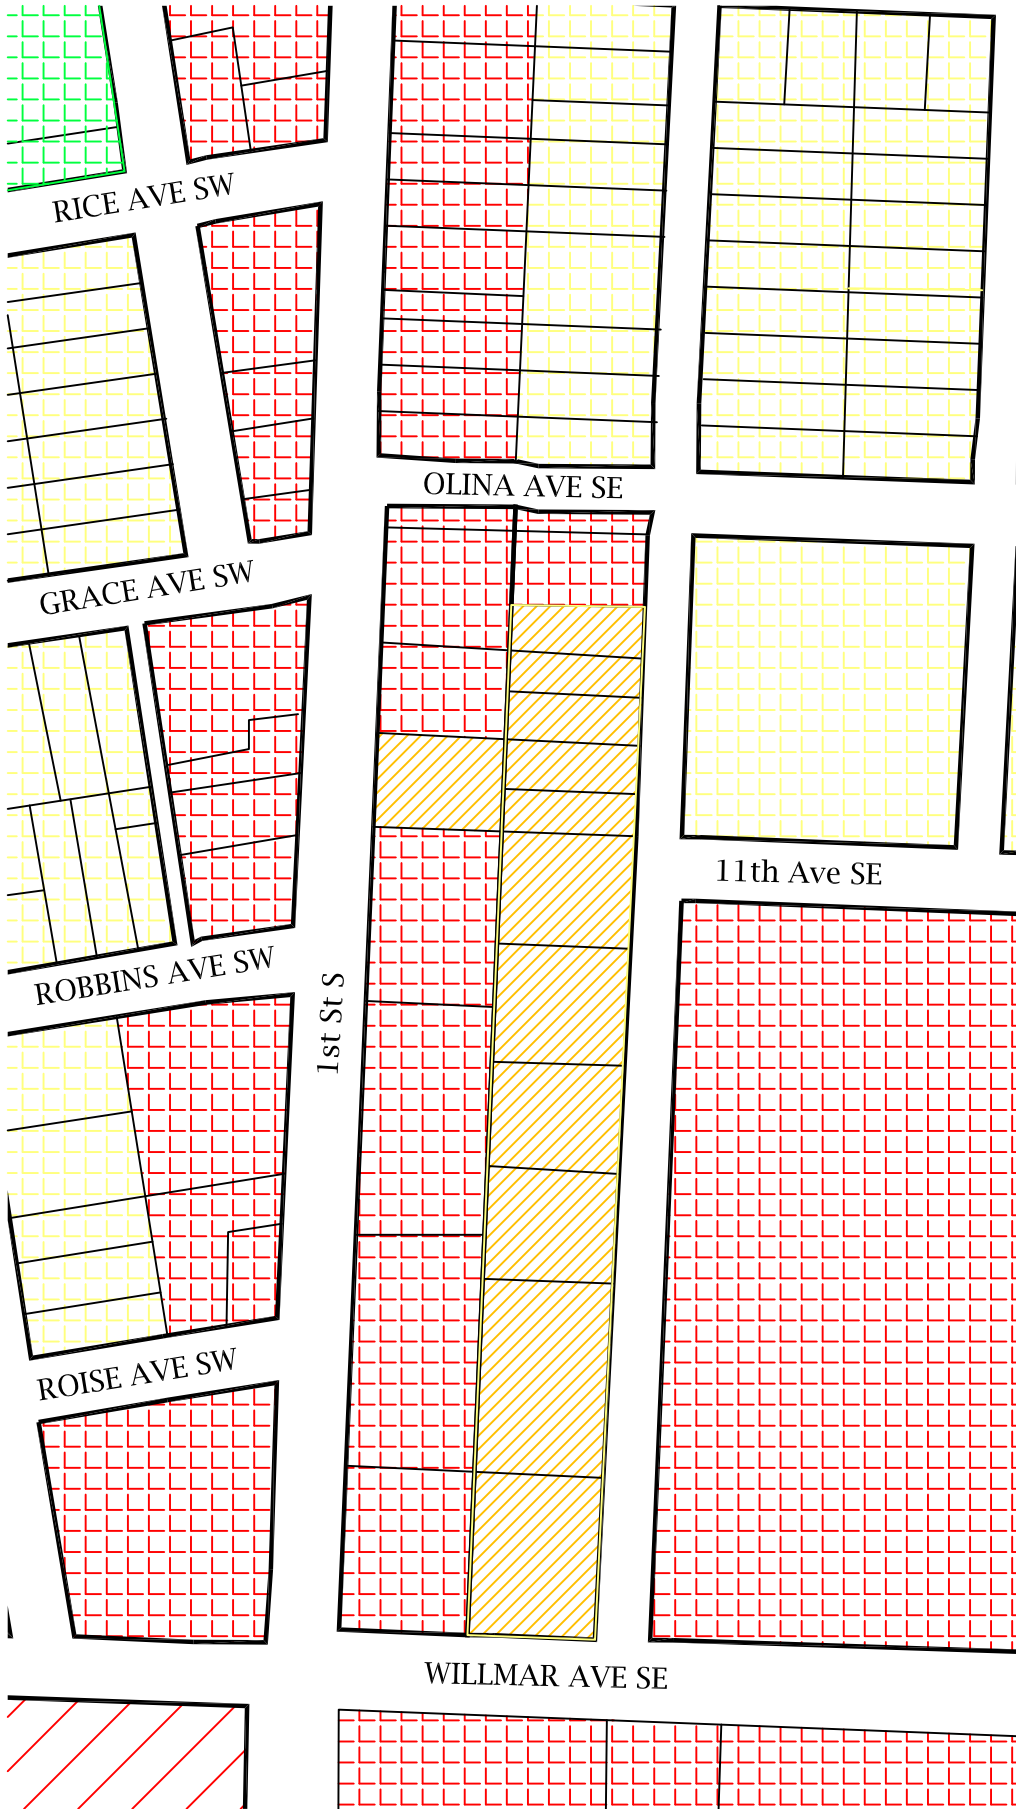 RICE AVE SW
OLINA AVE SE
GRACE AVE SW
11th Ave SE
ROBBINS AVE SW
1st St S
ROISE AVE SW
WILLMAR AVE SE